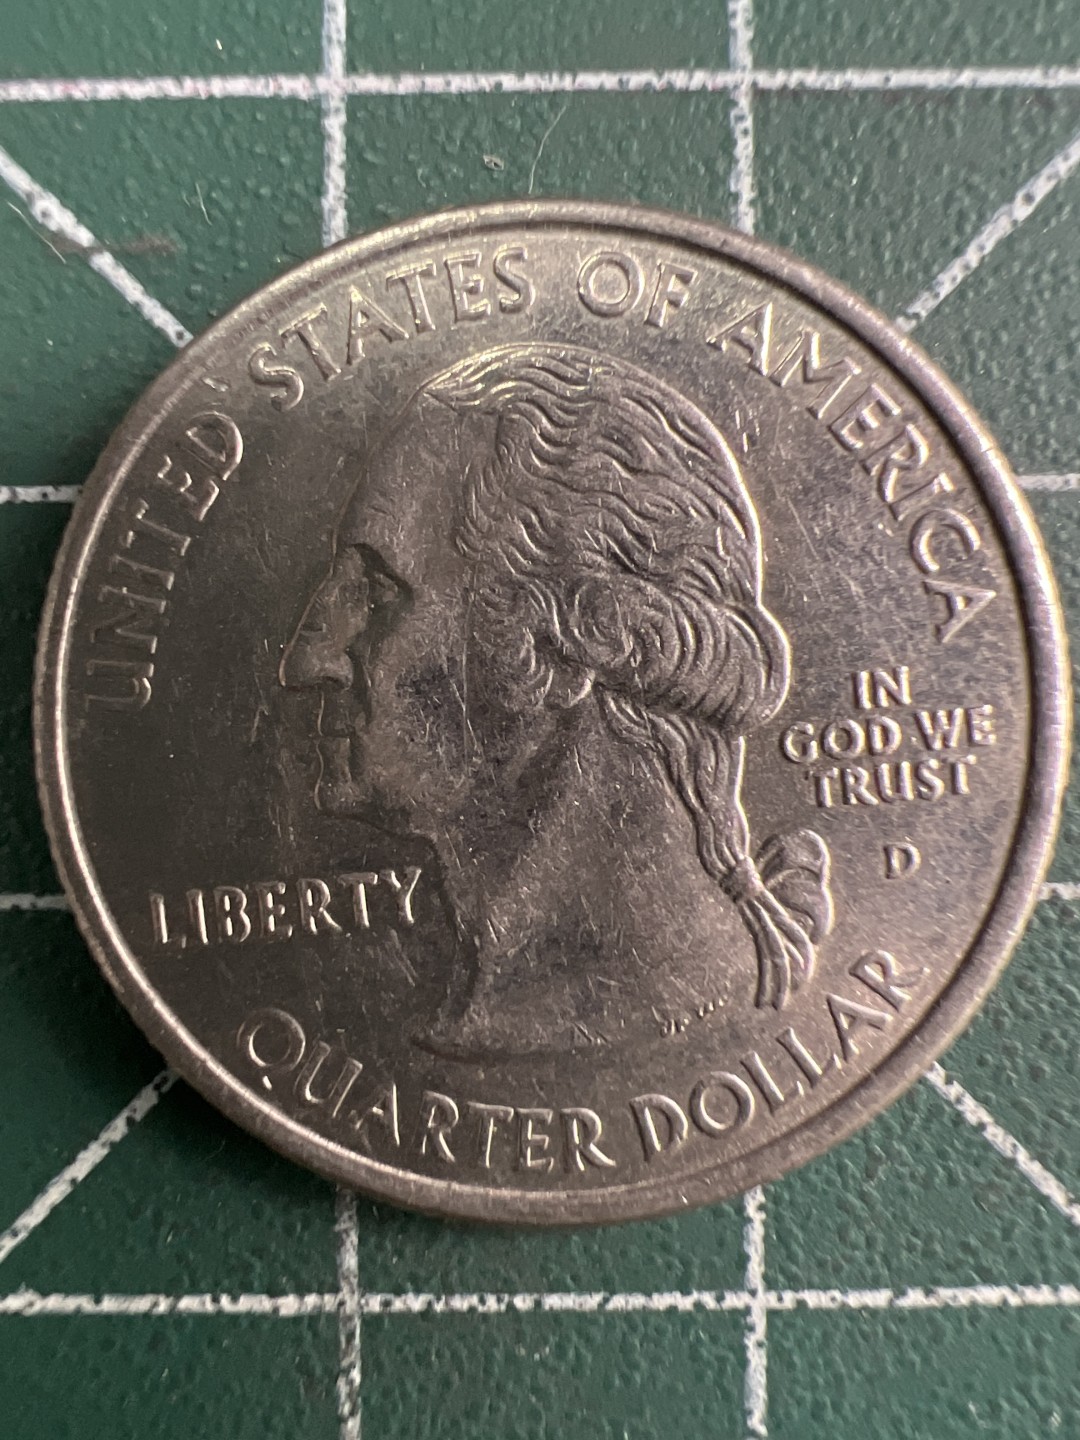 UNITED STATES OF AMERICA
IN
GOD WE
TRUST
D
LIBERTY
QUARTER DOLLAR